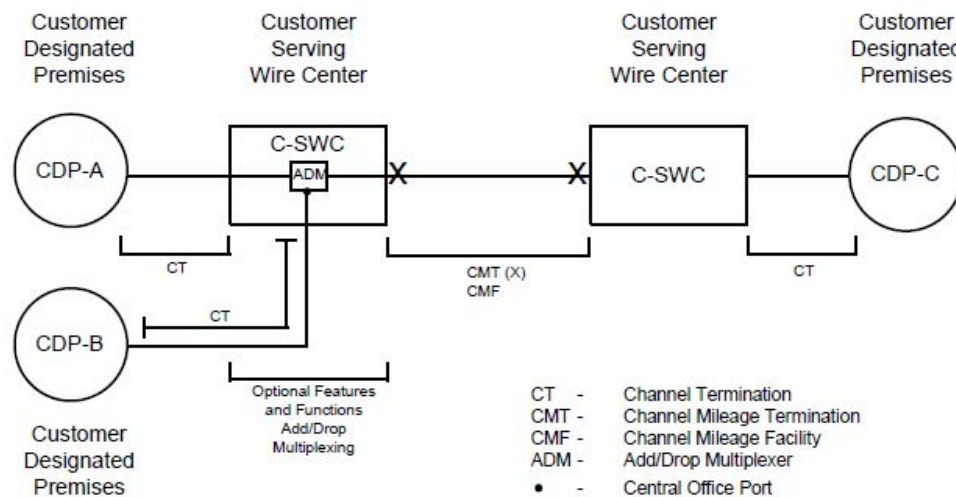 Customer
Designated
Premises
Customer
Serving
Wire Center
Customer
Serving
Wire Center
Customer
Designated
Premises
CDP-A
C-SWC
ADM
X
X
C-SWC
CDP-C
CT
CMT (X)
CMF
CT
CT
CDP-B
Optional Features
and Functions
Add/Drop
Multiplexing
Customer
Designated
Premises
CT - Channel Termination
CMT - Channel Mileage Termination
CMF - Channel Mileage Facility
ADM - Add/Drop Multiplexer
• - Central Office Port